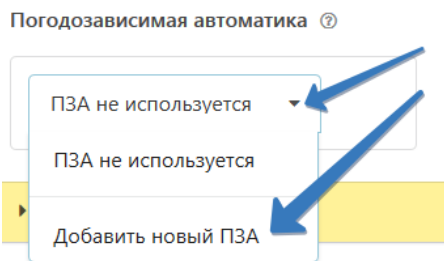 Погодозависимая автоматика ?
ПЗА не используется
ПЗА не используется
Добавить новый ПЗА